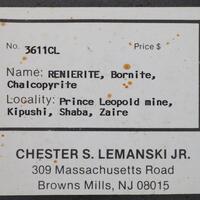 No. 3611CL Price $
Name: RENIERITE, Bornite,
Chalcopyrite
Locality: Prince Leopold mine,
Kipushi, Shaba, Zaire
CHESTER S. LEMANSKI JR.
309 Massachusetts Road
Browns Mills, NJ 08015